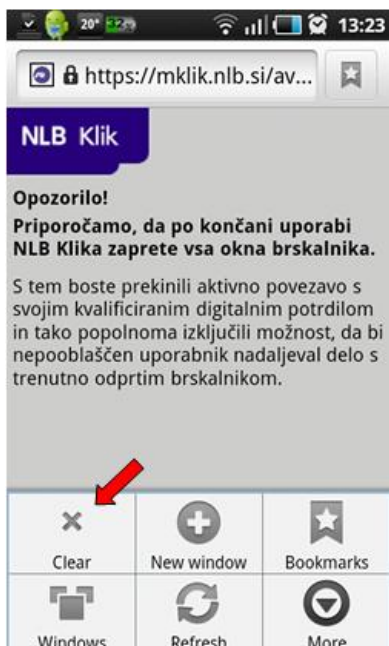 20° 32% 13:23
https://mklik.nlb.si/av...
NLB Klik
Opozorilo!
Priporočamo, da po končani uporabi
NLB Klika zaprete vsa okna brskalnika.
S tem boste prekinili aktivno povezavo s
svojim kvalificiranim digitalnim potrdilom
in tako popolnoma izključili možnost, da bi
nepooblaščen uporabnik nadaljeval delo s
trenutno odprtim brskalnikom.
Clear New window Bookmarks
Windows Refresh More